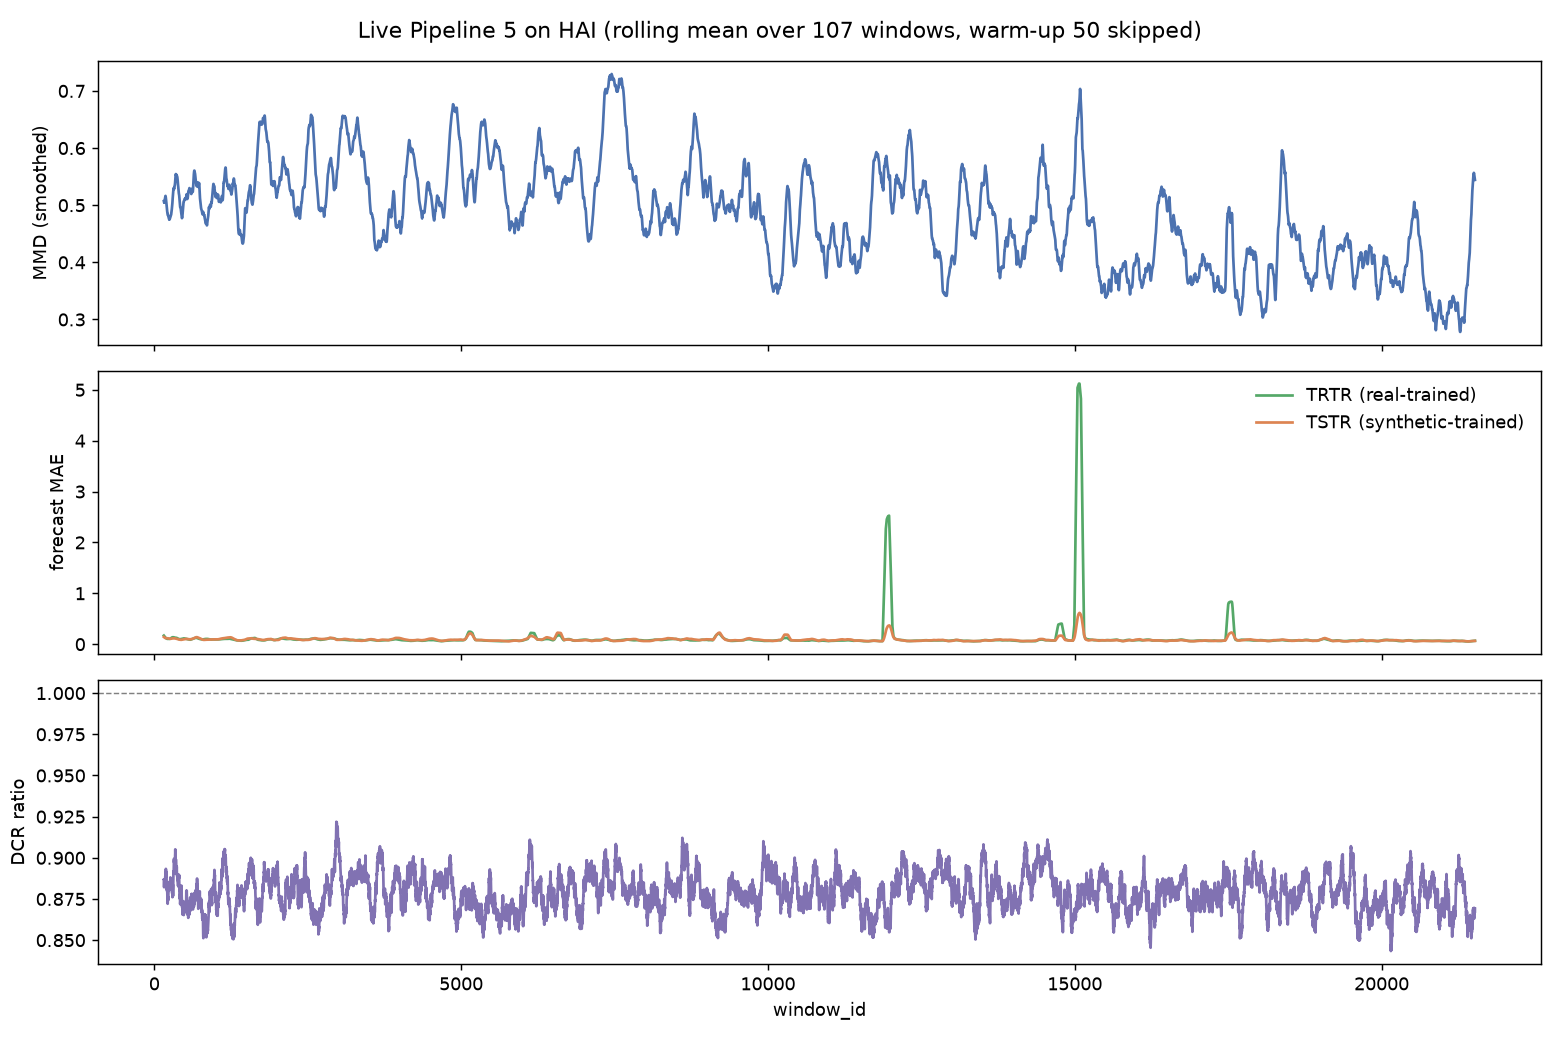 Live Pipeline 5 on HAI (rolling mean over 107 windows, warm-up 50 skipped)
MMD (smoothed)
0.7
0.6
0.5
0.4
0.3
forecast MAE
5
4
3
2
1
0
TRTR (real-trained)
TSTR (synthetic-trained)
DCR ratio
1.000
0.975
0.950
0.925
0.900
0.875
0.850
0 5000 10000 15000 20000
window_id